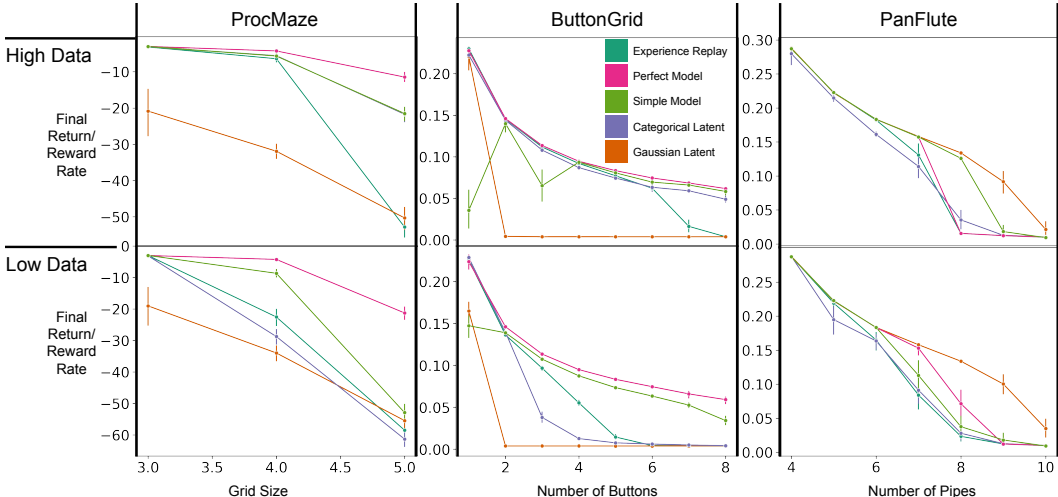 ProcMaze
ButtonGrid
PanFlute
High Data
Final
Return/
Reward
Rate
−10
−20
−30
−40
−50
0.20
0.15
0.10
0.05
0.00
Experience Replay
Perfect Model
Simple Model
Categorical Latent
Gaussian Latent
0.30
0.25
0.20
0.15
0.10
0.05
0.00
Low Data
Final
Return/
Reward
Rate
0
−10
−20
−30
−40
−50
−60
0.20
0.15
0.10
0.05
0.00
0.25
0.20
0.15
0.10
0.05
0.00
3.0 3.5 4.0 4.5 5.0
2 4 6 8
4 6 8 10
Grid Size
Number of Buttons
Number of Pipes